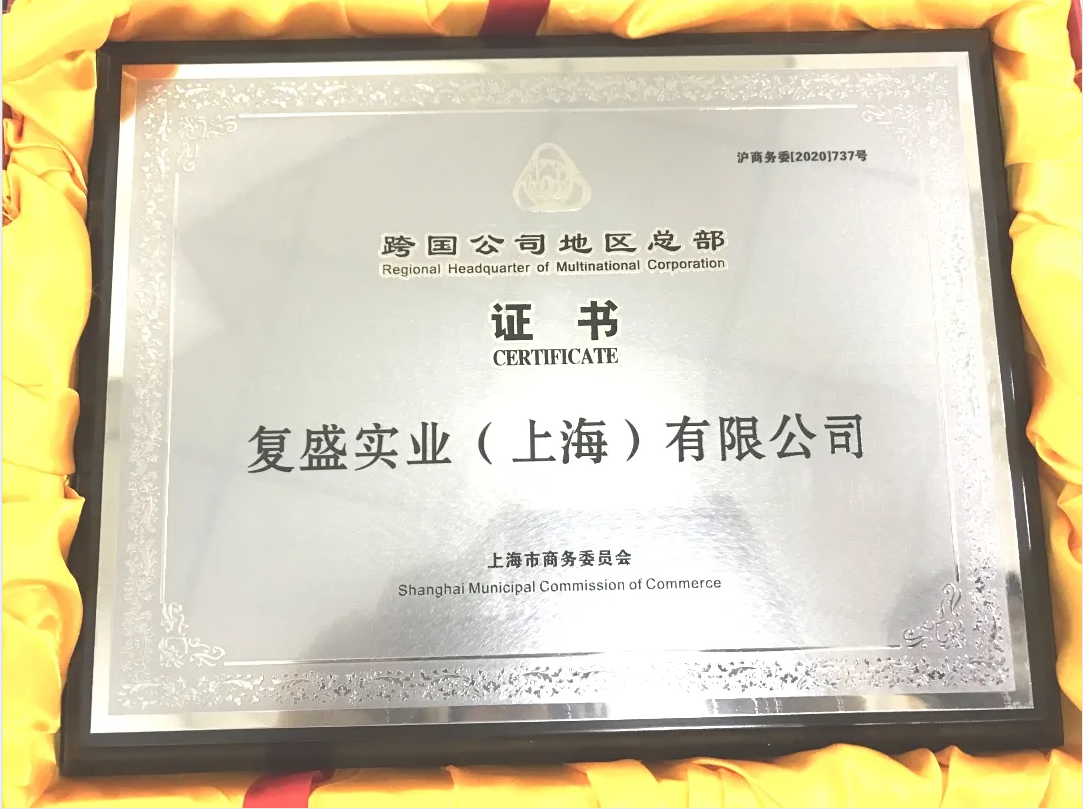 沪商务委[2020]737号
跨国公司地区总部
Regional Headquarter of Multinational Corporation
证 书
CERTIFICATE
复盛实业（上海）有限公司
上海市商务委员会
Shanghai Municipal Commission of Commerce